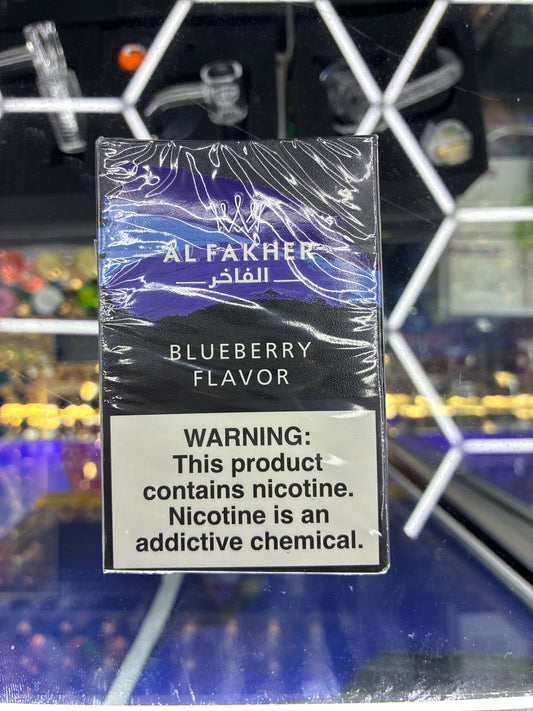 AL FAKHER
الفاخر
BLUEBERRY
FLAVOR
WARNING:
This product
contains nicotine.
Nicotine is an
addictive chemical.